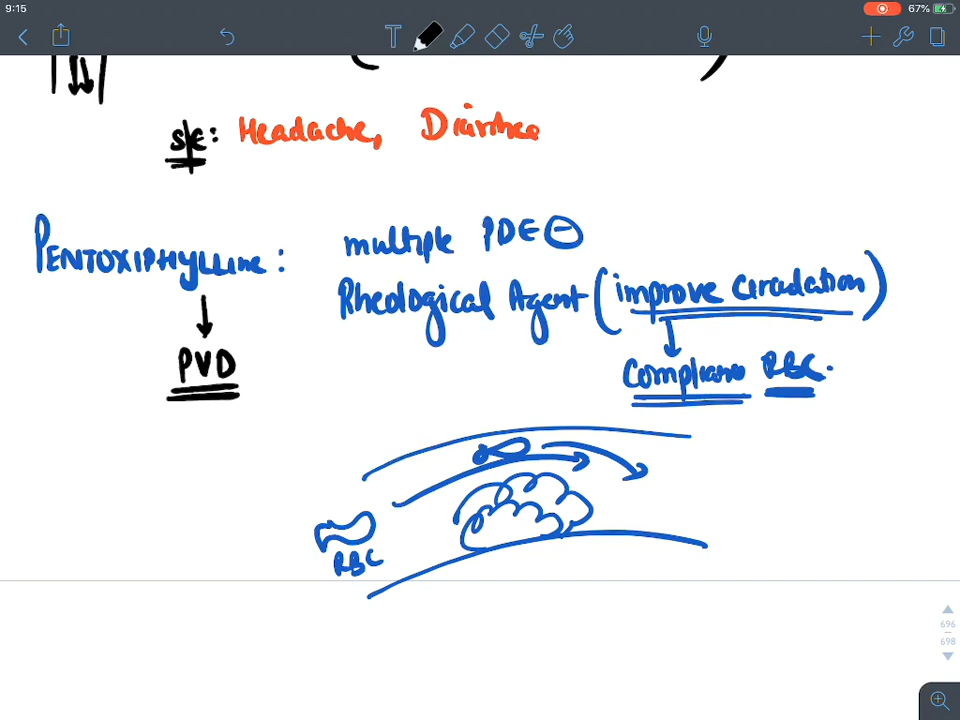 9:15
67%
T
S/E: Headache, Diarrhea
PENTOXIPHYLLine: multiple PDE ⊖
Rheological Agent (improve circulation)
↓
PVD
↓
Compliance RBC.
RBC
696
698